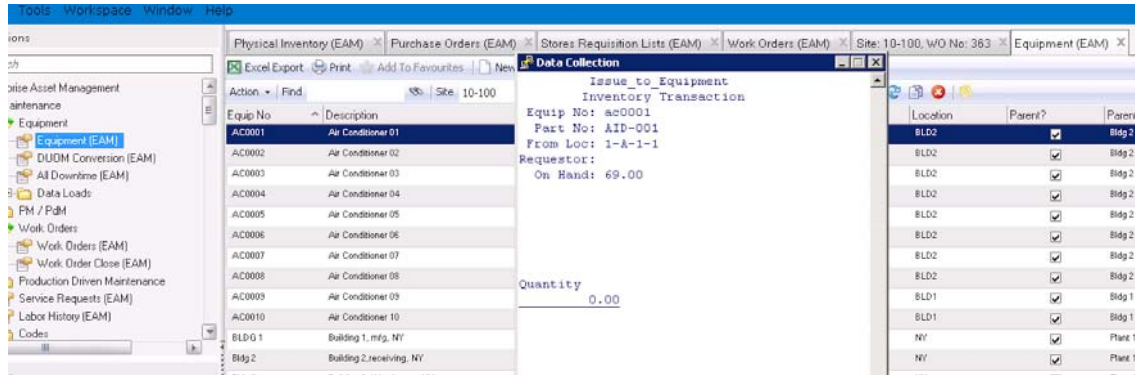 Tools Workspace Window Help
ions
Physical Inventory (EAM) Purchase Orders (EAM) Stores Requisition Lists (EAM) Work Orders (EAM) Site: 10-100, WO No: 363 Equipment (EAM)
Excel Export Print Add To Favourites New
Action Find Site 10-100
prise Asset Management
aintenance
Equipment
Equipment (EAM)
DUOM Conversion (EAM)
All Downtime (EAM)
Data Loads
PM / PdM
Work Orders
Work Orders (EAM)
Work Order Close (EAM)
Production Driven Maintenance
Service Requests (EAM)
Labor History (EAM)
Codes
Equip No Description Location Parent? Paren
AC0001 Air Conditioner 01 BLD2 Bldg 2
AC0002 Air Conditioner 02 BLD2 Bldg 2
AC0003 Air Conditioner 03 BLD2 Bldg 2
AC0004 Air Conditioner 04 BLD2 Bldg 2
AC0005 Air Conditioner 05 BLD2 Bldg 2
AC0006 Air Conditioner 06 BLD2 Bldg 2
AC0007 Air Conditioner 07 BLD2 Bldg 2
AC0008 Air Conditioner 08 BLD2 Bldg 2
AC0009 Air Conditioner 09 BLD1 Bldg 1
AC0010 Air Conditioner 10 BLD1 Bldg 1
BLDG 1 Building 1, mfg, NY NY Plant 1
Bldg 2 Building 2,receiving, NY NY Plant 1
Data Collection
Issue_to_Equipment
Inventory Transaction
Equip No: ac0001
Part No: AID-001
From Loc: 1-A-1-1
Requestor:
On Hand: 69.00
Quantity
0.00